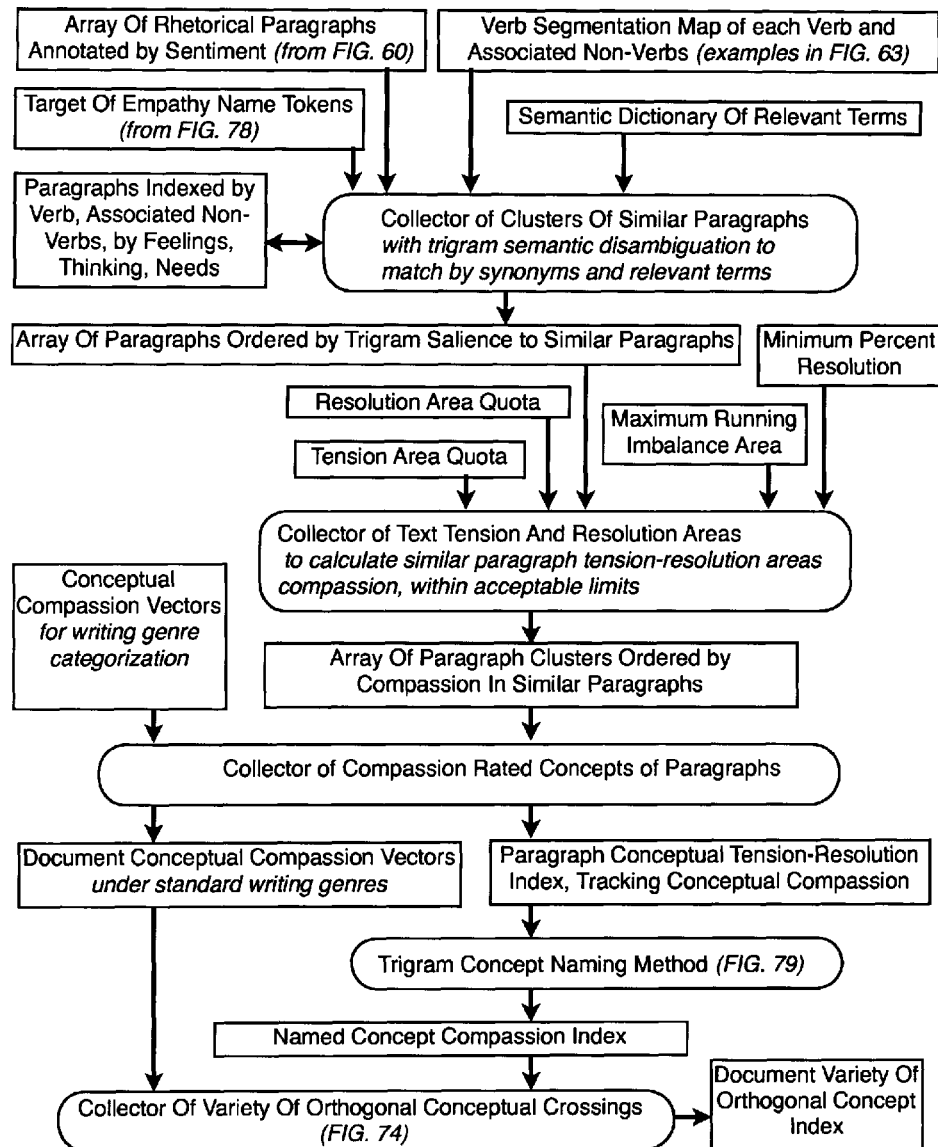 Array Of Rhetorical Paragraphs
Annotated by Sentiment (from FIG. 60)
Verb Segmentation Map of each Verb and
Associated Non-Verbs (examples in FIG. 63)
Target Of Empathy Name Tokens
(from FIG. 78)
Semantic Dictionary Of Relevant Terms
Paragraphs Indexed by
Verb, Associated Non-
Verbs, by Feelings,
Thinking, Needs
Collector of Clusters Of Similar Paragraphs
with trigram semantic disambiguation to
match by synonyms and relevant terms
Array Of Paragraphs Ordered by Trigram Salience to Similar Paragraphs
Minimum Percent
Resolution
Resolution Area Quota
Maximum Running
Imbalance Area
Tension Area Quota
Collector of Text Tension And Resolution Areas
to calculate similar paragraph tension-resolution areas
compassion, within acceptable limits
Conceptual
Compassion Vectors
for writing genre
categorization
Array Of Paragraph Clusters Ordered by
Compassion In Similar Paragraphs
Collector of Compassion Rated Concepts of Paragraphs
Document Conceptual Compassion Vectors
under standard writing genres
Paragraph Conceptual Tension-Resolution
Index, Tracking Conceptual Compassion
Trigram Concept Naming Method (FIG. 79)
Named Concept Compassion Index
Collector Of Variety Of Orthogonal Conceptual Crossings
(FIG. 74)
Document Variety Of
Orthogonal Concept
Index